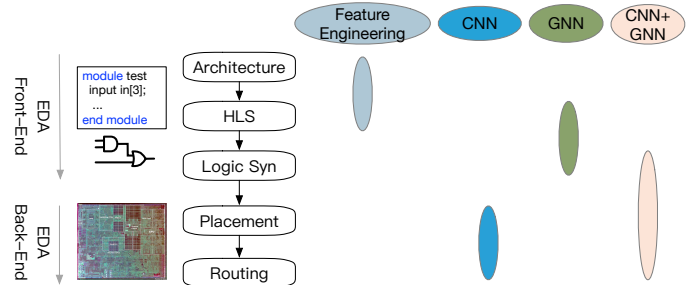 Feature
Engineering
CNN
GNN
CNN+
GNN
EDA
Front-End
module test
input in[3];
...
end module
Architecture
HLS
Logic Syn
EDA
Back-End
Placement
Routing